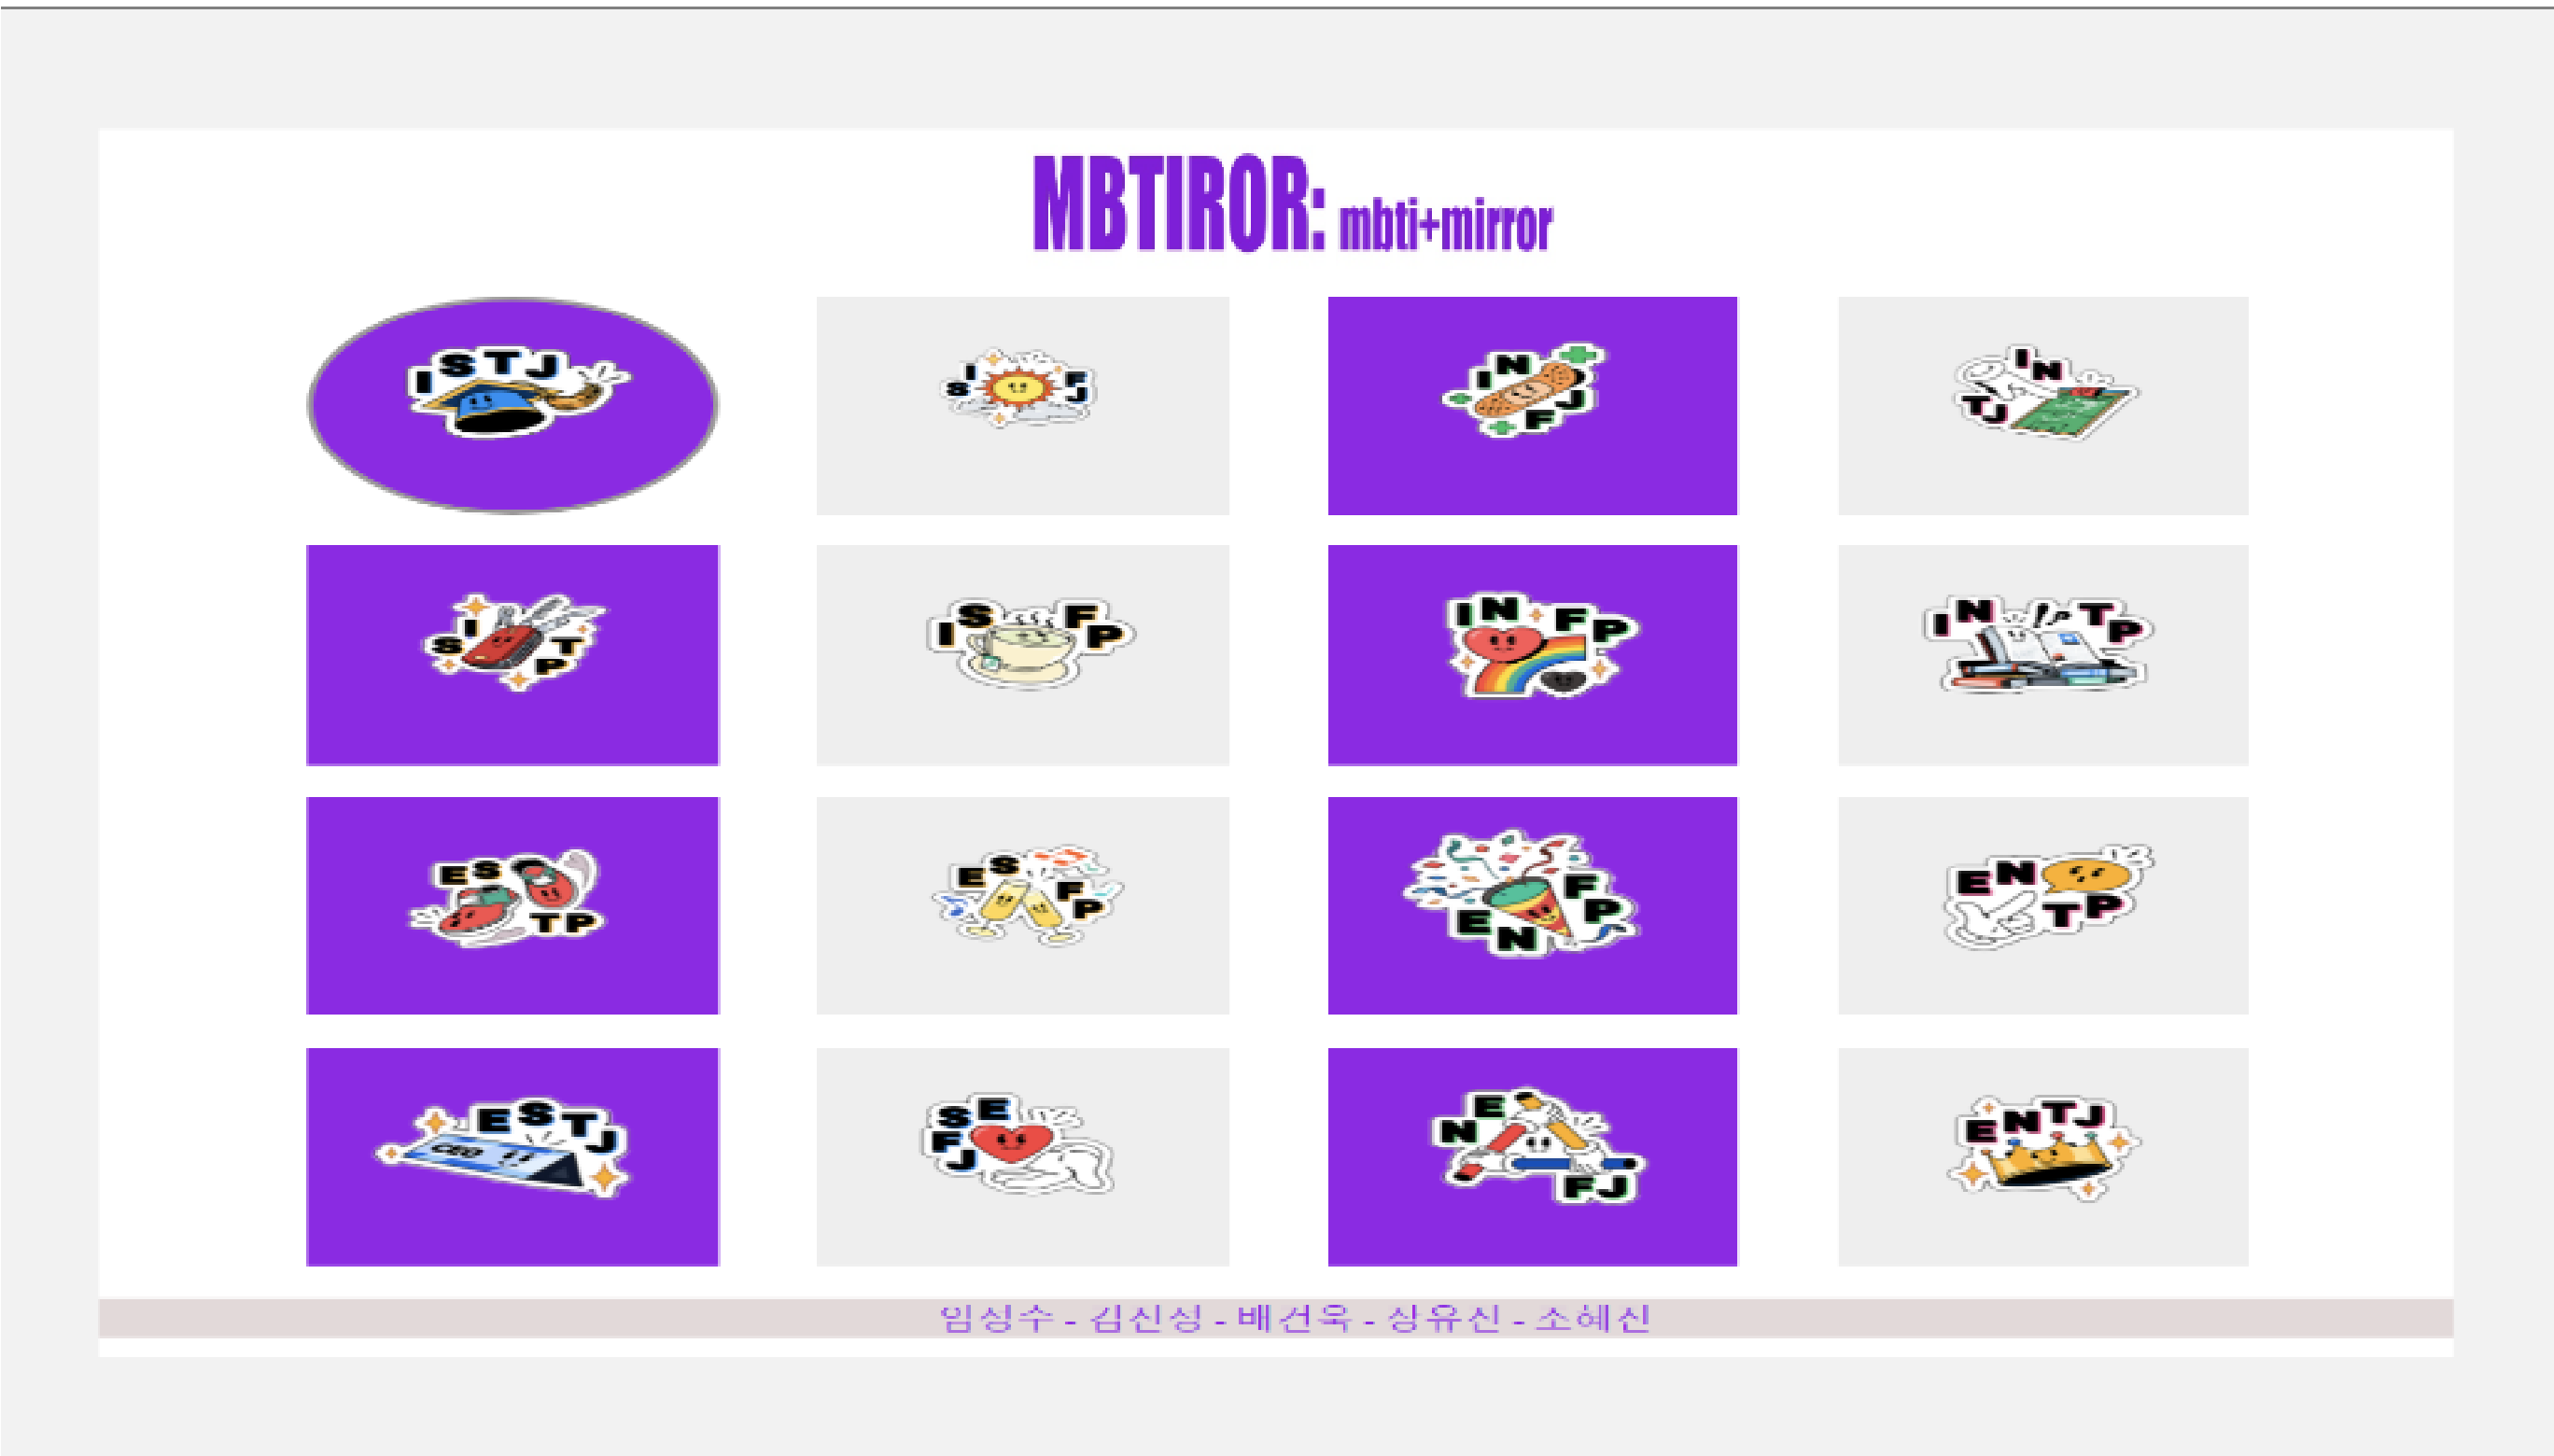 MBTIROR: mbti+mirror
ISTJ
ISFJ
INFJ
INTJ
ISTP
ISFP
INFP
INTP
ESTP
ESFP
ENFP
ENTP
ESTJ
CEO
ESFJ
ENFJ
ENTJ
임성수 - 김신성 - 배건욱 - 상유신 - 소혜신